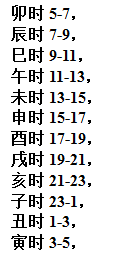 卯时 5-7，
辰时 7-9，
巳时 9-11，
午时 11-13，
未时 13-15，
申时 15-17，
酉时 17-19，
戌时 19-21，
亥时 21-23，
子时 23-1，
丑时 1-3，
寅时 3-5，